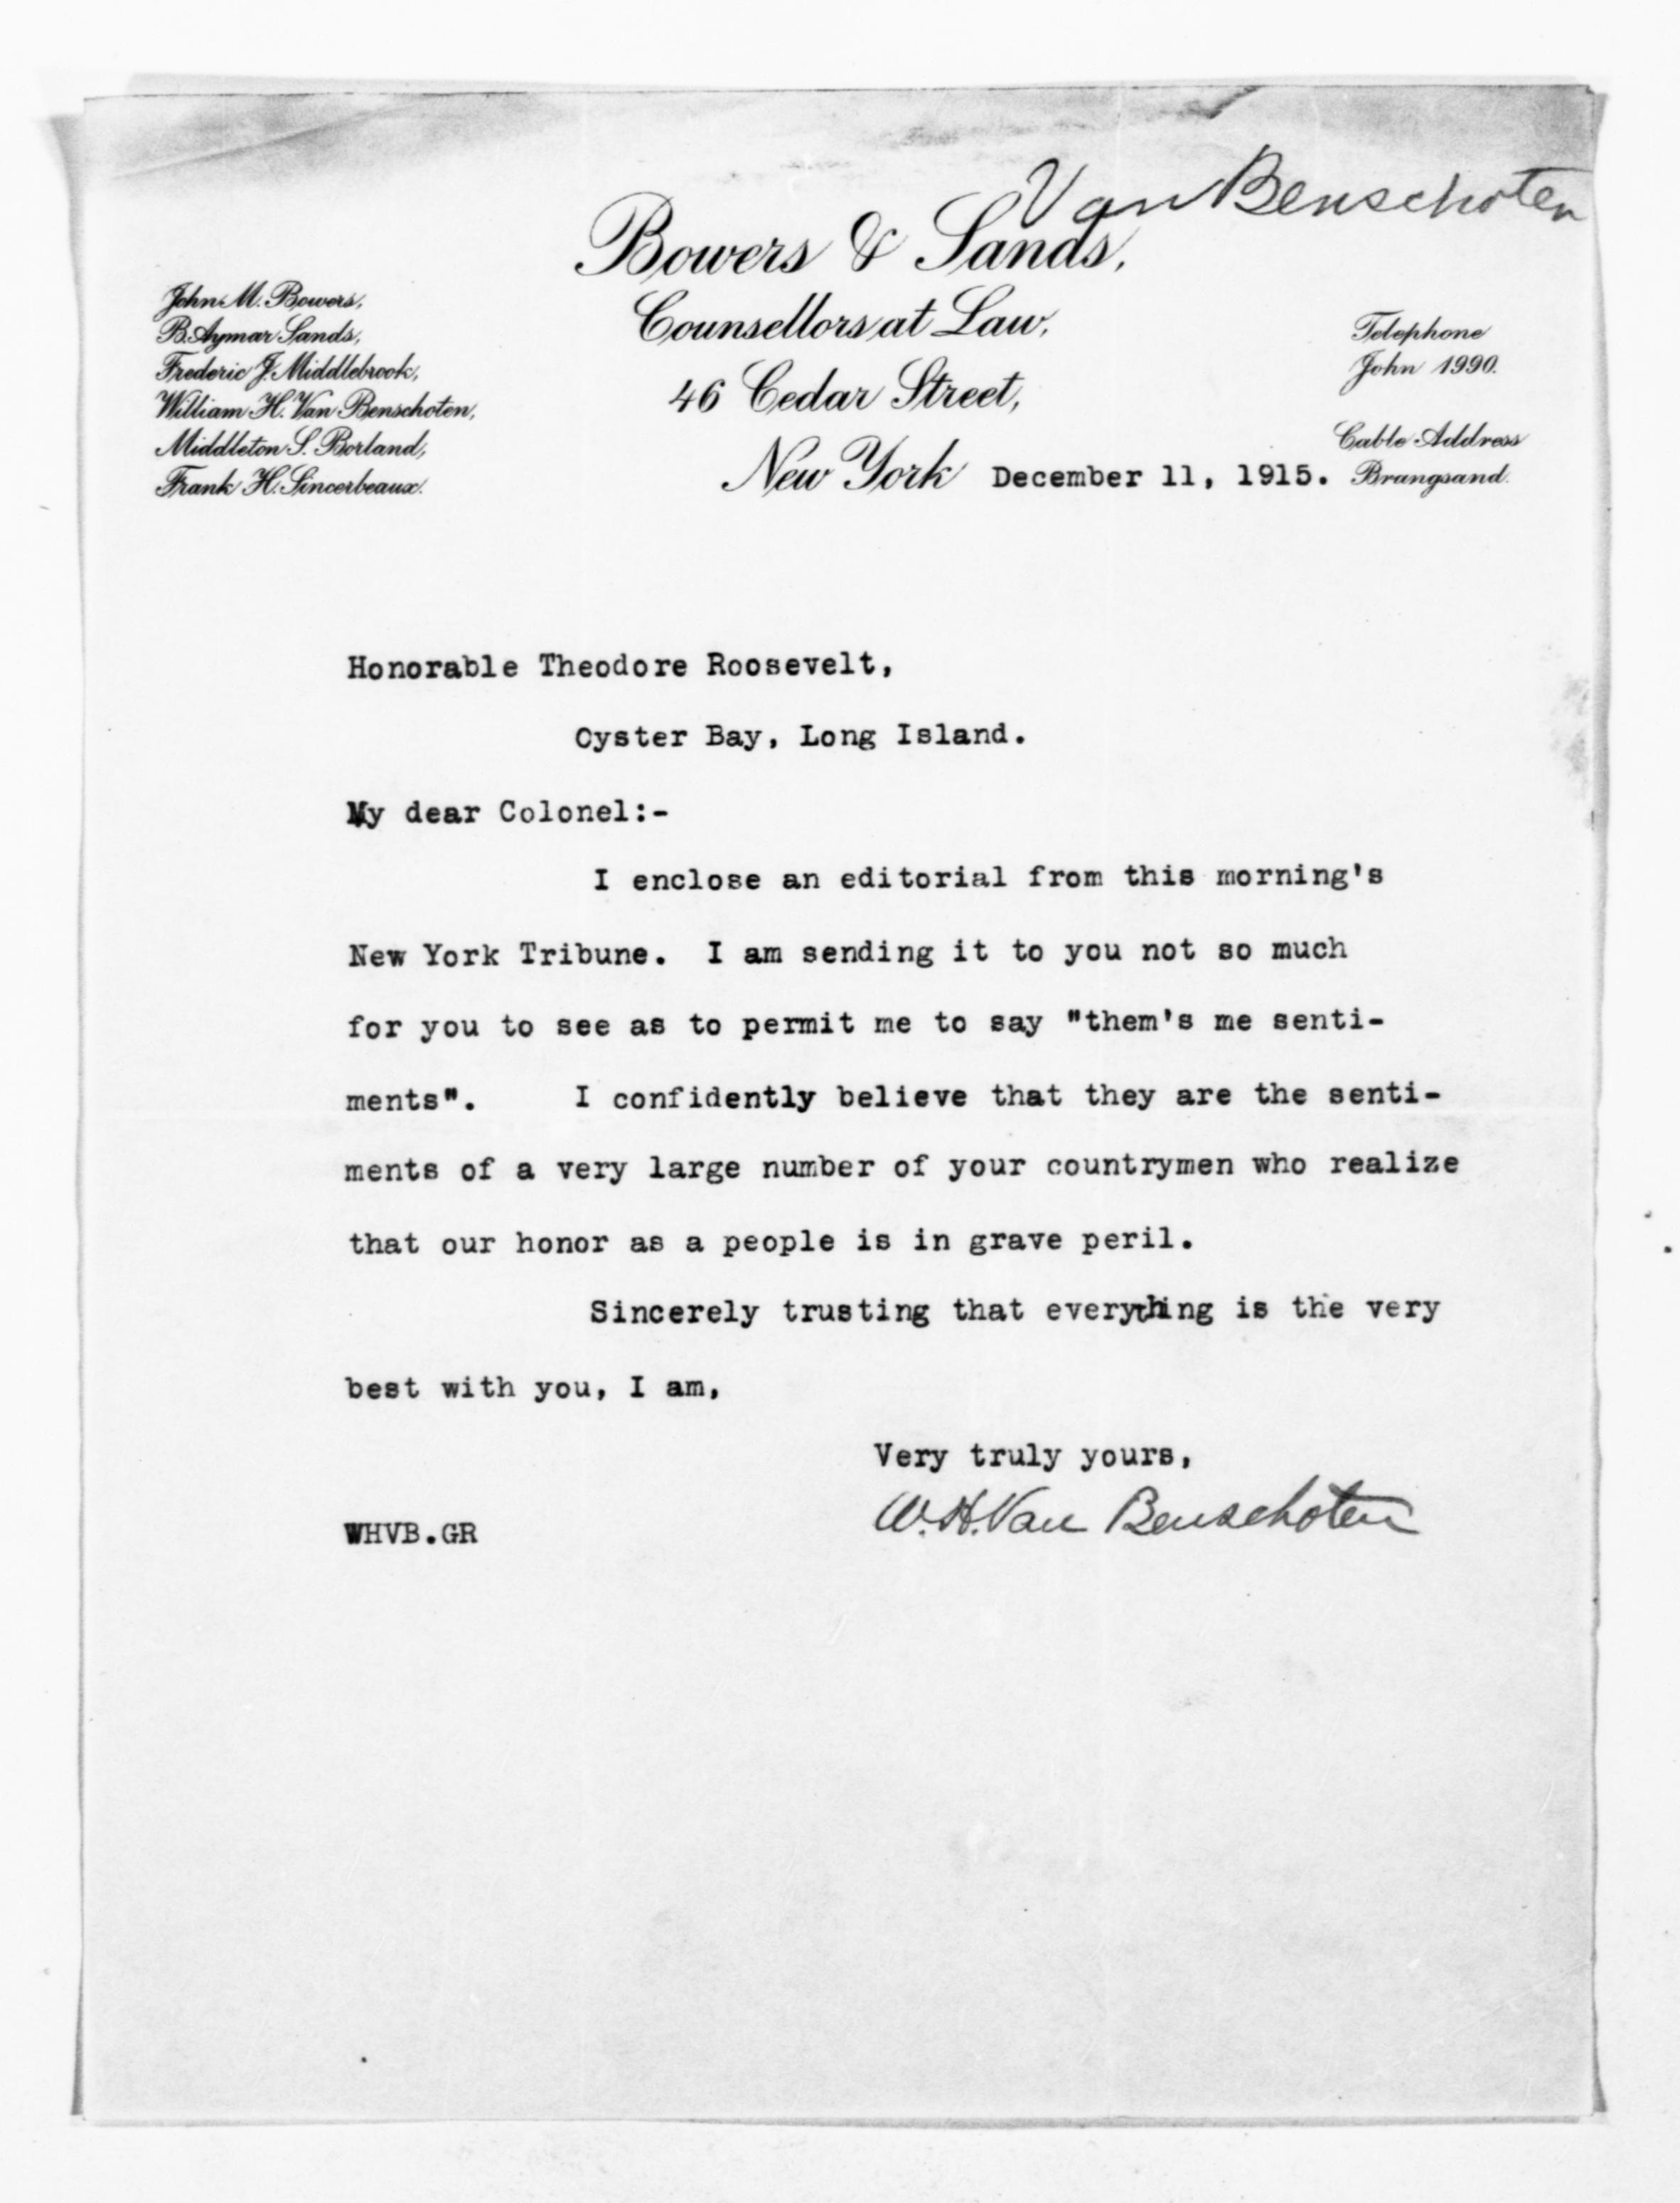 Van Benschoten
Bowers & Sands,
Counsellors at Law,
46 Cedar Street,
New York December 11, 1915.
John M. Bowers,
B. Aymar Sands,
Frederic J. Middlebrook,
William H. Van Benschoten,
Middleton S. Borland,
Frank H. Sincerbeaux.
Telephone
John 1990.
Cable Address
Brangsand.
Honorable Theodore Roosevelt,
Oyster Bay, Long Island.
My dear Colonel:-
I enclose an editorial from this morning's
New York Tribune. I am sending it to you not so much
for you to see as to permit me to say "them's me senti-
ments". I confidently believe that they are the senti-
ments of a very large number of your countrymen who realize
that our honor as a people is in grave peril.
Sincerely trusting that everything is the very
best with you, I am,
Very truly yours,
W. H. Van Benschoten
WHVB.GR